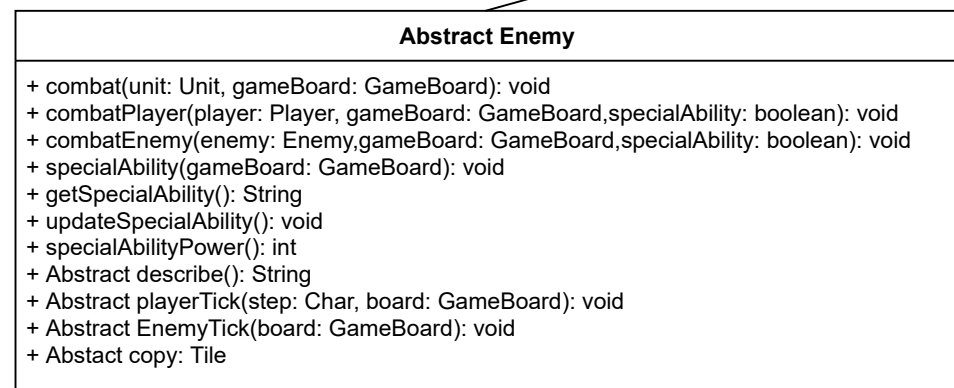 Abstract Enemy
+ combat(unit: Unit, gameBoard: GameBoard): void
+ combatPlayer(player: Player, gameBoard: GameBoard,specialAbility: boolean): void
+ combatEnemy(enemy: Enemy,gameBoard: GameBoard,specialAbility: boolean): void
+ specialAbility(gameBoard: GameBoard): void
+ getSpecialAbility(): String
+ updateSpecialAbility(): void
+ specialAbilityPower(): int
+ Abstract describe(): String
+ Abstract playerTick(step: Char, board: GameBoard): void
+ Abstract EnemyTick(board: GameBoard): void
+ Abstact copy: Tile